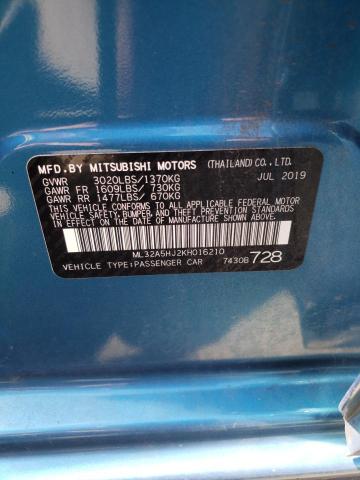 MFD.BY MITSUBISHI MOTORS (THAILAND) CO., LTD.
GVWR 3020LBS/1370KG JUL 2019
GAWR FR 1609LBS/ 730KG
GAWR RR 1477LBS/ 670KG
THIS VEHICLE CONFORMS TO ALL APPLICABLE FEDERAL MOTOR
VEHICLE SAFETY, BUMPER, AND THEFT PREVENTION STANDARDS
IN EFFECT ON THE DATE OF MANUFACTURE SHOWN ABOVE.
ML32A5HJ2KH016210
VEHICLE TYPE:PASSENGER CAR 7430B 728